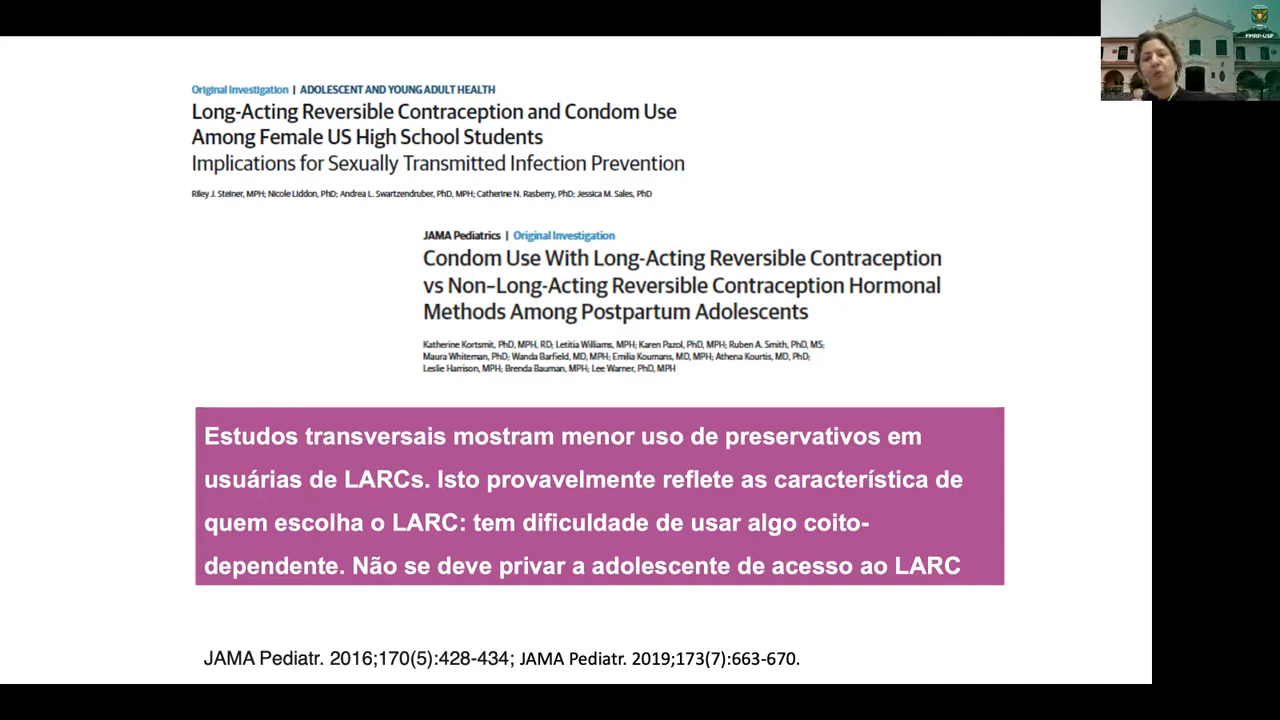 FMRP-USP
Original Investigation | ADOLESCENT AND YOUNG ADULT HEALTH
Long-Acting Reversible Contraception and Condom Use
Among Female US High School Students
Implications for Sexually Transmitted Infection Prevention
Riley J. Steiner, MPH; Nicole Liddon, PhD; Andrea L. Swartzendruber, PhD, MPH; Catherine N. Rasberry, PhD; Jessica M. Sales, PhD
JAMA Pediatrics | Original Investigation
Condom Use With Long-Acting Reversible Contraception
vs Non–Long-Acting Reversible Contraception Hormonal
Methods Among Postpartum Adolescents
Katherine Kortsmit, PhD, MPH, RD; Letitia Williams, MPH; Karen Pazol, PhD, MPH; Ruben A. Smith, PhD, MS;
Maura Whiteman, PhD; Wanda Barfield, MD, MPH; Emilia Koumans, MD, MPH; Athena Kourtis, MD, PhD;
Leslie Harrison, MPH; Brenda Bauman, MPH; Lee Warner, PhD, MPH
Estudos transversais mostram menor uso de preservativos em
usuárias de LARCs. Isto provavelmente reflete as característica de
quem escolha o LARC: tem dificuldade de usar algo coito-
dependente. Não se deve privar a adolescente de acesso ao LARC
JAMA Pediatr. 2016;170(5):428-434; JAMA Pediatr. 2019;173(7):663-670.